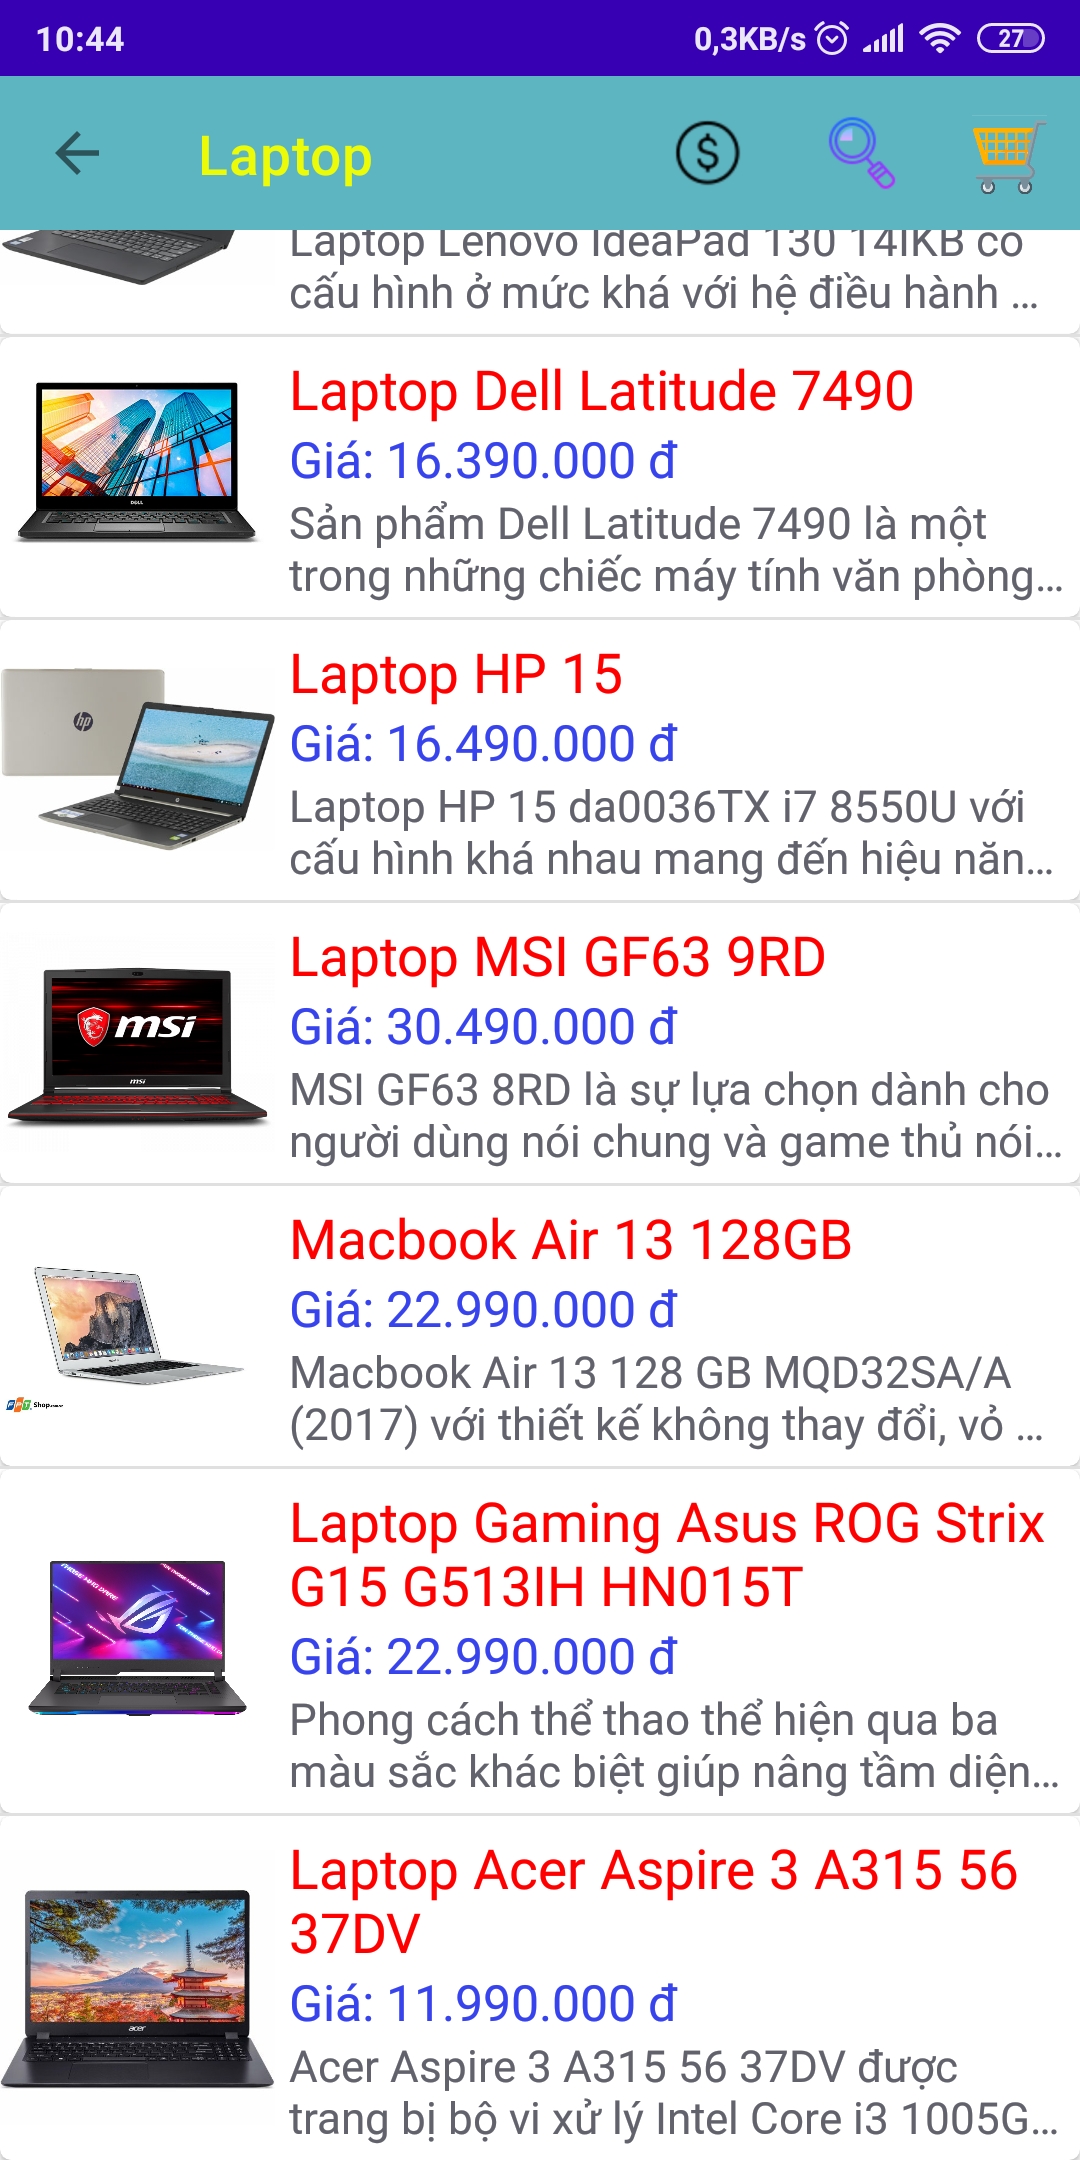 10:44
0,3KB/s
27
Laptop
Laptop Lenovo IdeaPad 130 14IKB có
cấu hình ở mức khá với hệ điều hành ...
Laptop Dell Latitude 7490
Giá: 16.390.000 đ
Sản phẩm Dell Latitude 7490 là một
trong những chiếc máy tính văn phòng...
DELL
Laptop HP 15
Giá: 16.490.000 đ
Laptop HP 15 da0036TX i7 8550U với
cấu hình khá nhau mang đến hiệu năn...
hp
Laptop MSI GF63 9RD
Giá: 30.490.000 đ
MSI GF63 8RD là sự lựa chọn dành cho
người dùng nói chung và game thủ nói...
msi
msi
Macbook Air 13 128GB
Giá: 22.990.000 đ
Macbook Air 13 128 GB MQD32SA/A
(2017) với thiết kế không thay đổi, vỏ ...
FPT Shop
Laptop Gaming Asus ROG Strix
G15 G513IH HN015T
Giá: 22.990.000 đ
Phong cách thể thao thể hiện qua ba
màu sắc khác biệt giúp nâng tầm diện...
Laptop Acer Aspire 3 A315 56
37DV
Giá: 11.990.000 đ
Acer Aspire 3 A315 56 37DV được
trang bị bộ vi xử lý Intel Core i3 1005G...
acer